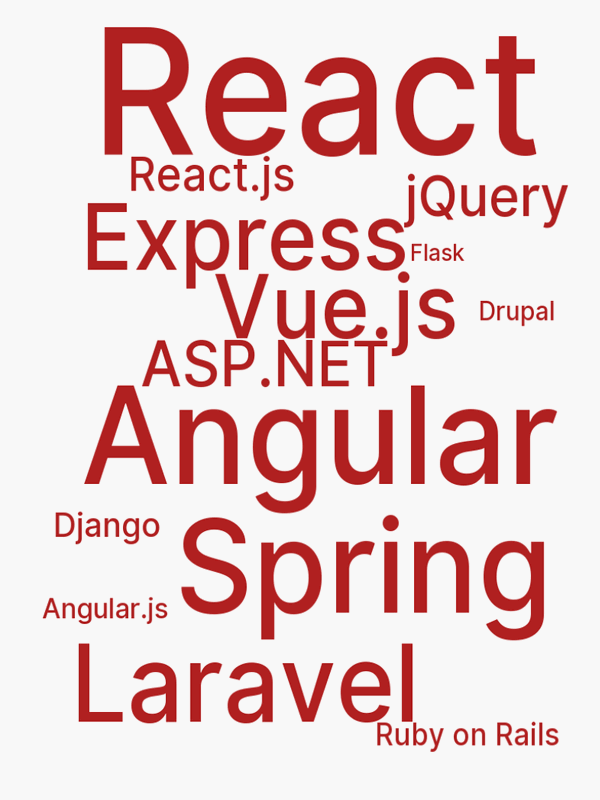 React
React.js
jQuery
Express
Flask
Vue.js
Drupal
ASP.NET
Angular
Django
Spring
Angular.js
Laravel
Ruby on Rails